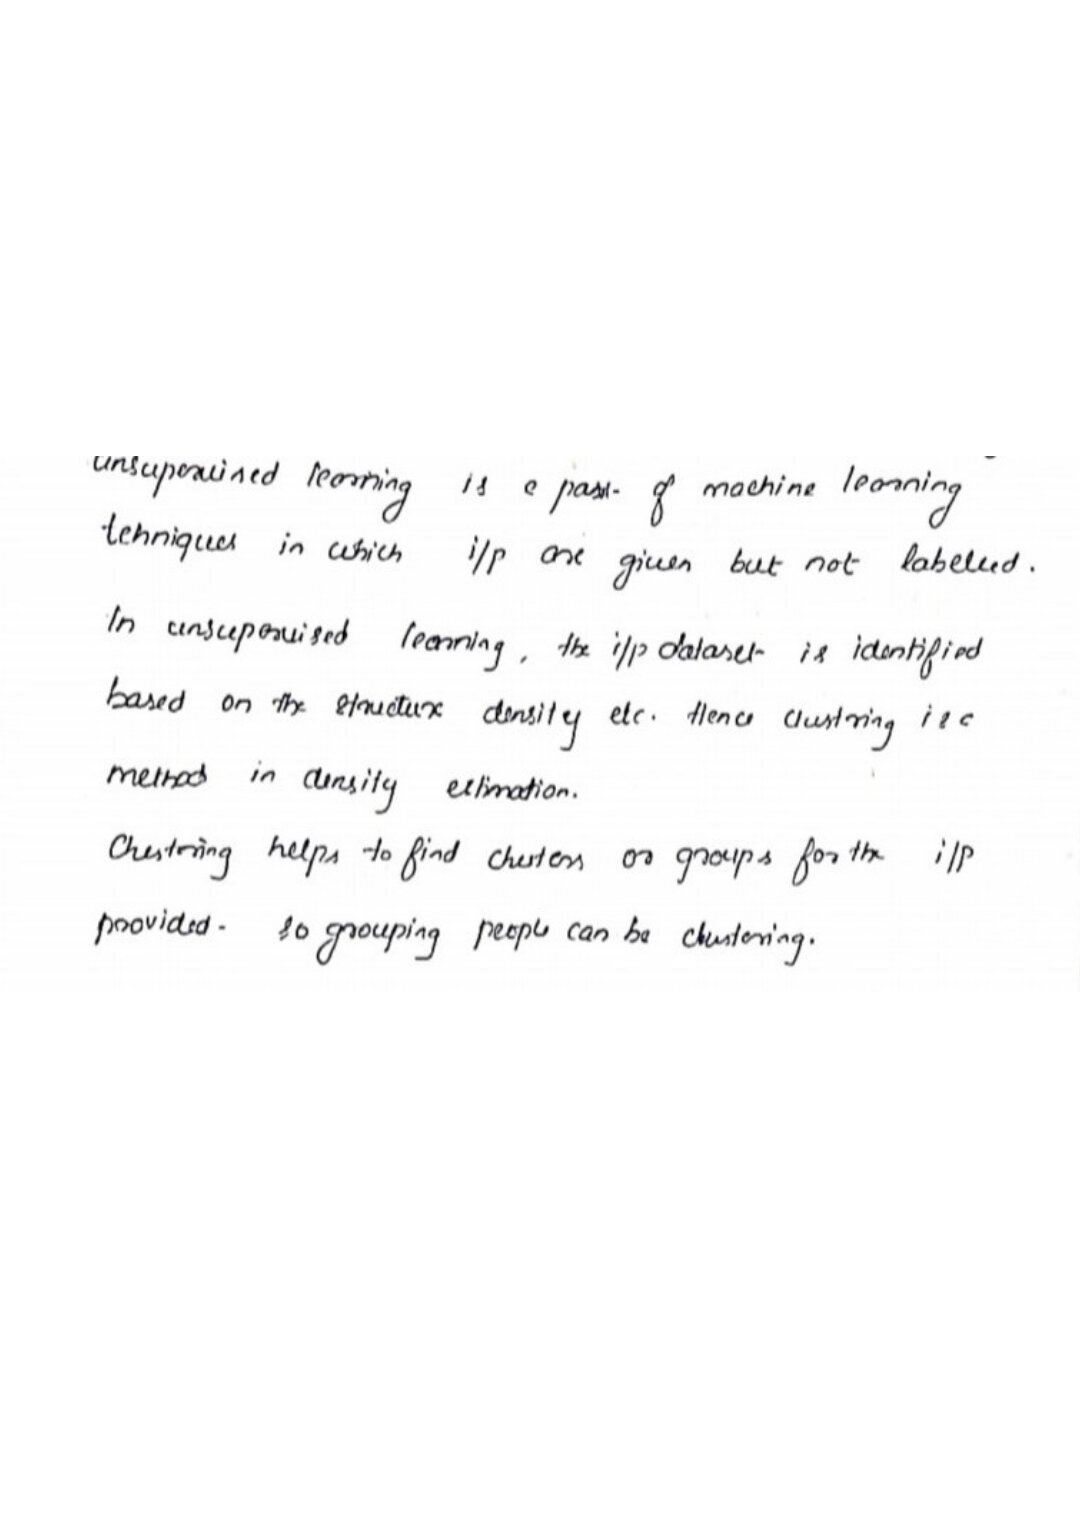 unsupervised learning is a part of machine learning
tehniques in which i/p are given but not labeled.
In unsupervised learning, the i/p dataset is identified
based on the structure density etc. Hence clustring is a
method in density estimation.
Clustering helps to find clusters or groups for the i/p
provided. so grouping people can be clustering.